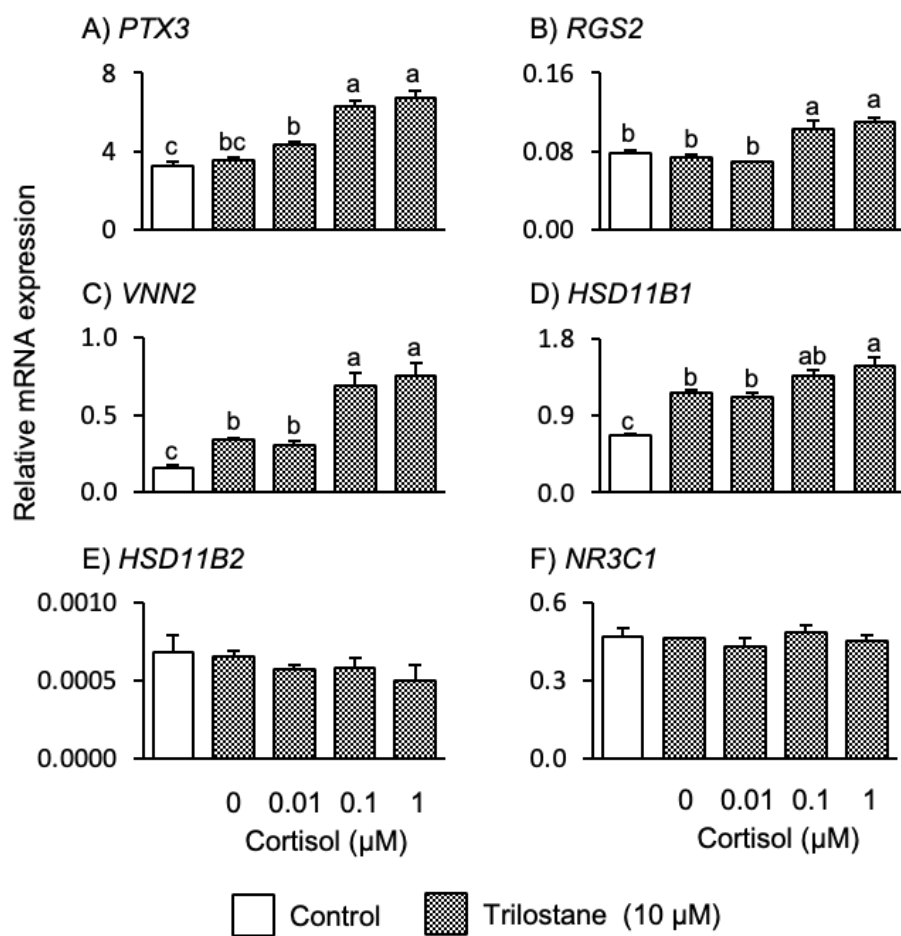 A) PTX3
8
4
0
c
bc
b
a
a
B) RGS2
0.16
0.08
0.00
b
b
b
a
a
Relative mRNA expression
C) VNN2
1.0
0.5
0.0
c
b
b
a
a
D) HSD11B1
1.8
0.9
0.0
c
b
b
ab
a
E) HSD11B2
0.0010
0.0005
0.0000
0 0.01 0.1 1
Cortisol (µM)
F) NR3C1
0.6
0.3
0.0
0 0.01 0.1 1
Cortisol (µM)
Control
Trilostane (10 µM)